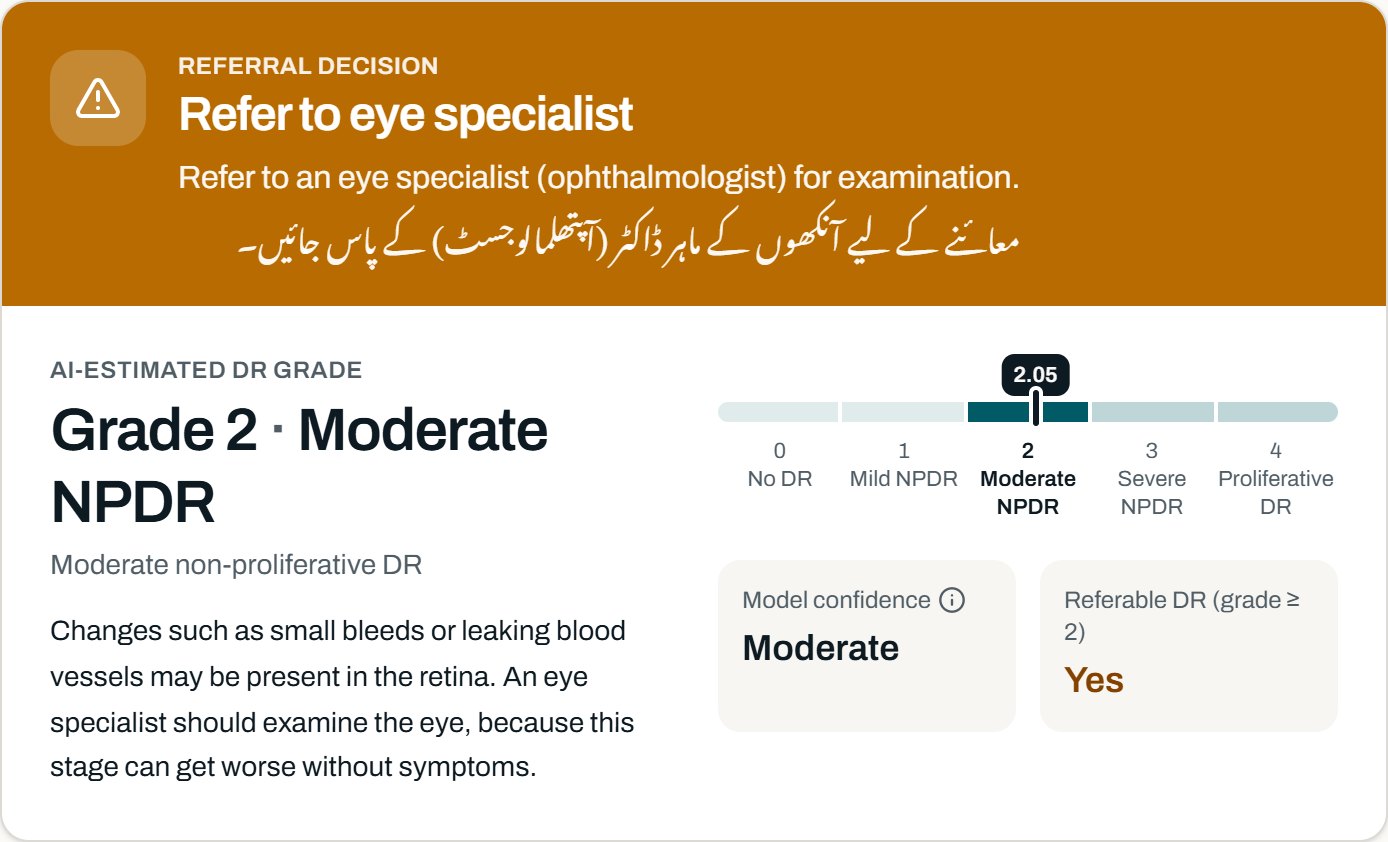 REFERRAL DECISION
Refer to eye specialist
Refer to an eye specialist (ophthalmologist) for examination.
معائنے کے لیے آنکھوں کے ماہر ڈاکٹر (آپتھلمالوجسٹ) کے پاس جائیں۔
AI-ESTIMATED DR GRADE
Grade 2 · Moderate
NPDR
Moderate non-proliferative DR
Changes such as small bleeds or leaking blood
vessels may be present in the retina. An eye
specialist should examine the eye, because this
stage can get worse without symptoms.
2.05
0
No DR
1
Mild NPDR
2
Moderate
NPDR
3
Severe
NPDR
4
Proliferative
DR
Model confidence
Moderate
Referable DR (grade ≥
2)
Yes